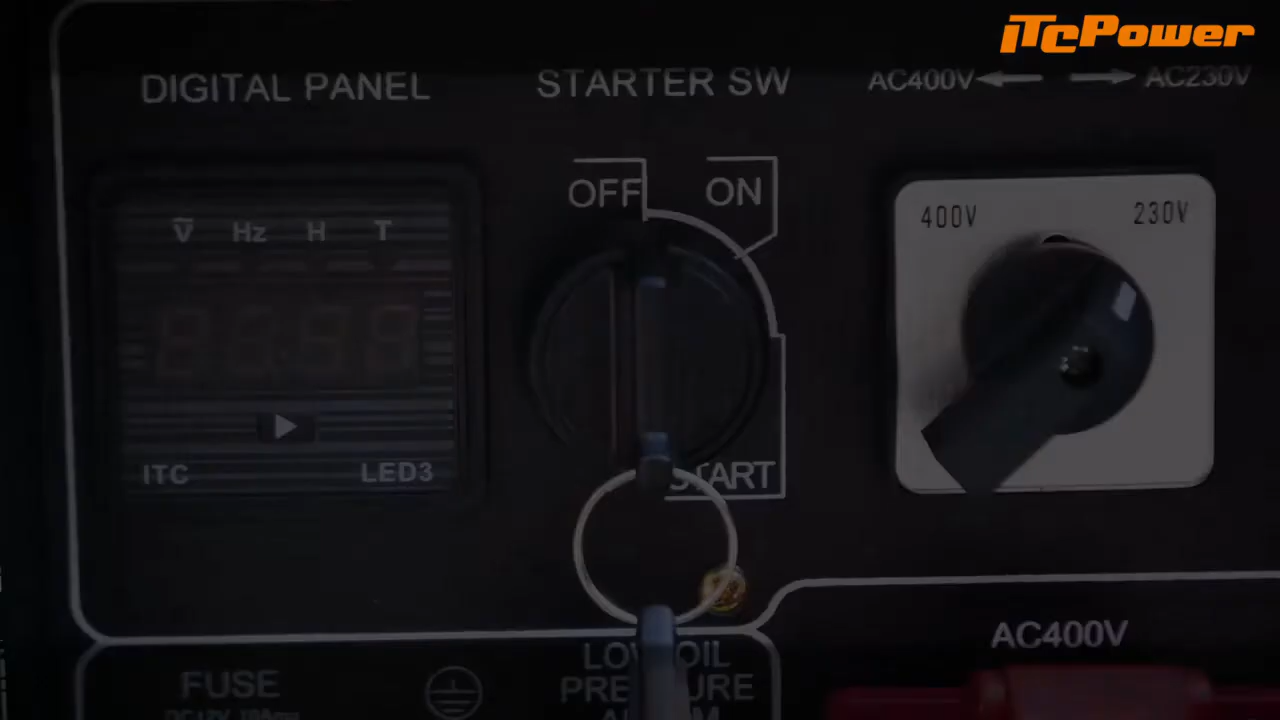 iTCPower
DIGITAL PANEL
STARTER SW
AC400V
AC230V
OFF
ON
400V
230V
V Hz H T
ITC
LED3
START
AC400V
FUSE
LOW OIL
PRESSURE